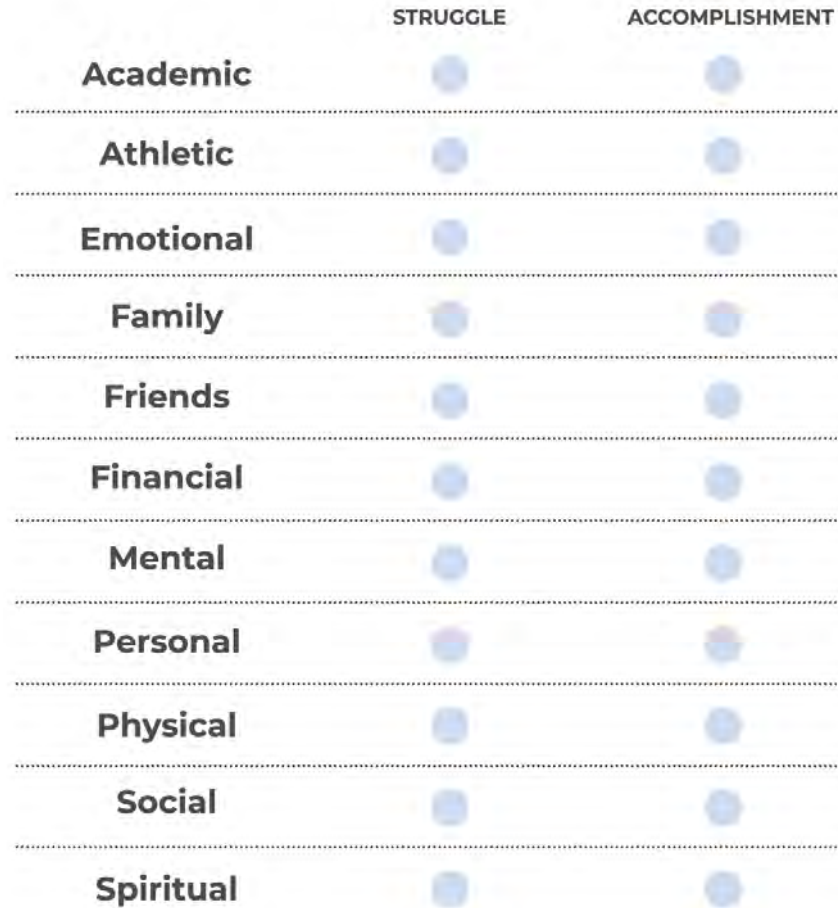 STRUGGLE ACCOMPLISHMENT
Academic
Athletic
Emotional
Family
Friends
Financial
Mental
Personal
Physical
Social
Spiritual